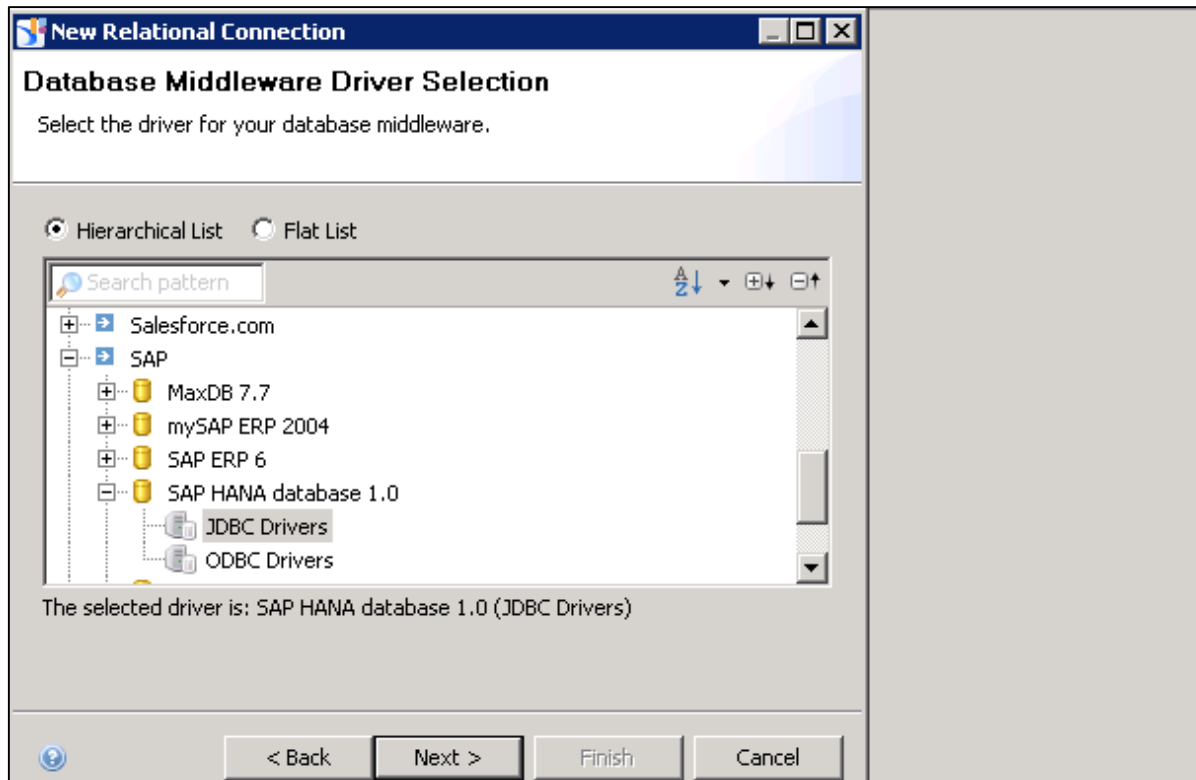 New Relational Connection
Database Middleware Driver Selection
Select the driver for your database middleware.
Hierarchical List Flat List
Search pattern
Salesforce.com
SAP
MaxDB 7.7
mySAP ERP 2004
SAP ERP 6
SAP HANA database 1.0
JDBC Drivers
ODBC Drivers
The selected driver is: SAP HANA database 1.0 (JDBC Drivers)
< Back Next > Finish Cancel